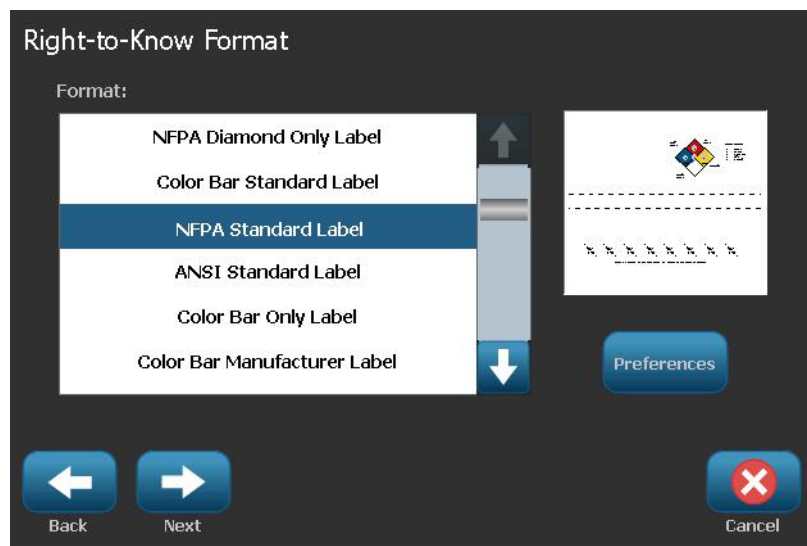 Right-to-Know Format
Format:
NFPA Diamond Only Label
Color Bar Standard Label
NFPA Standard Label
ANSI Standard Label
Color Bar Only Label
Color Bar Manufacturer Label
Preferences
Back
Next
Cancel